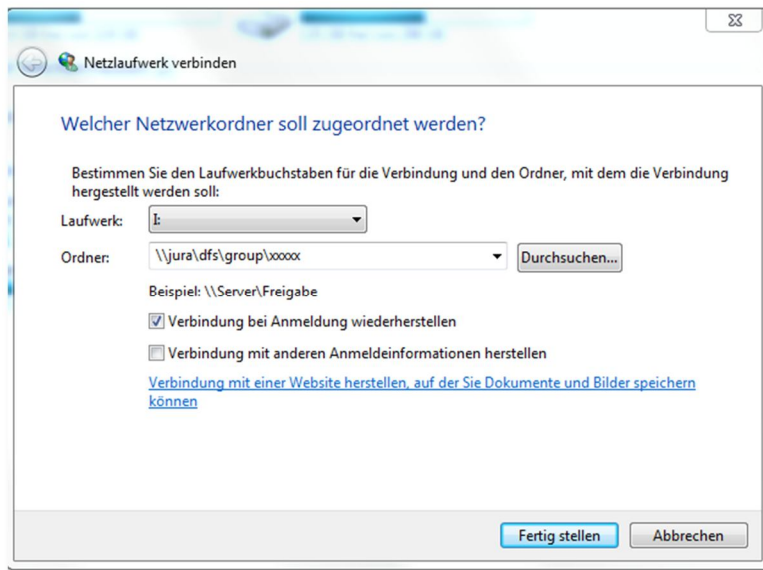 Netzlaufwerk verbinden
Welcher Netzwerkordner soll zugeordnet werden?
Bestimmen Sie den Laufwerkbuchstaben für die Verbindung und den Ordner, mit dem die Verbindung
hergestellt werden soll:
Laufwerk: I:
Ordner: \\jura\dfs\group\xxxxx Durchsuchen...
Beispiel: \\Server\Freigabe
Verbindung bei Anmeldung wiederherstellen
Verbindung mit anderen Anmeldeinformationen herstellen
Verbindung mit einer Website herstellen, auf der Sie Dokumente und Bilder speichern
können
Fertig stellen Abbrechen